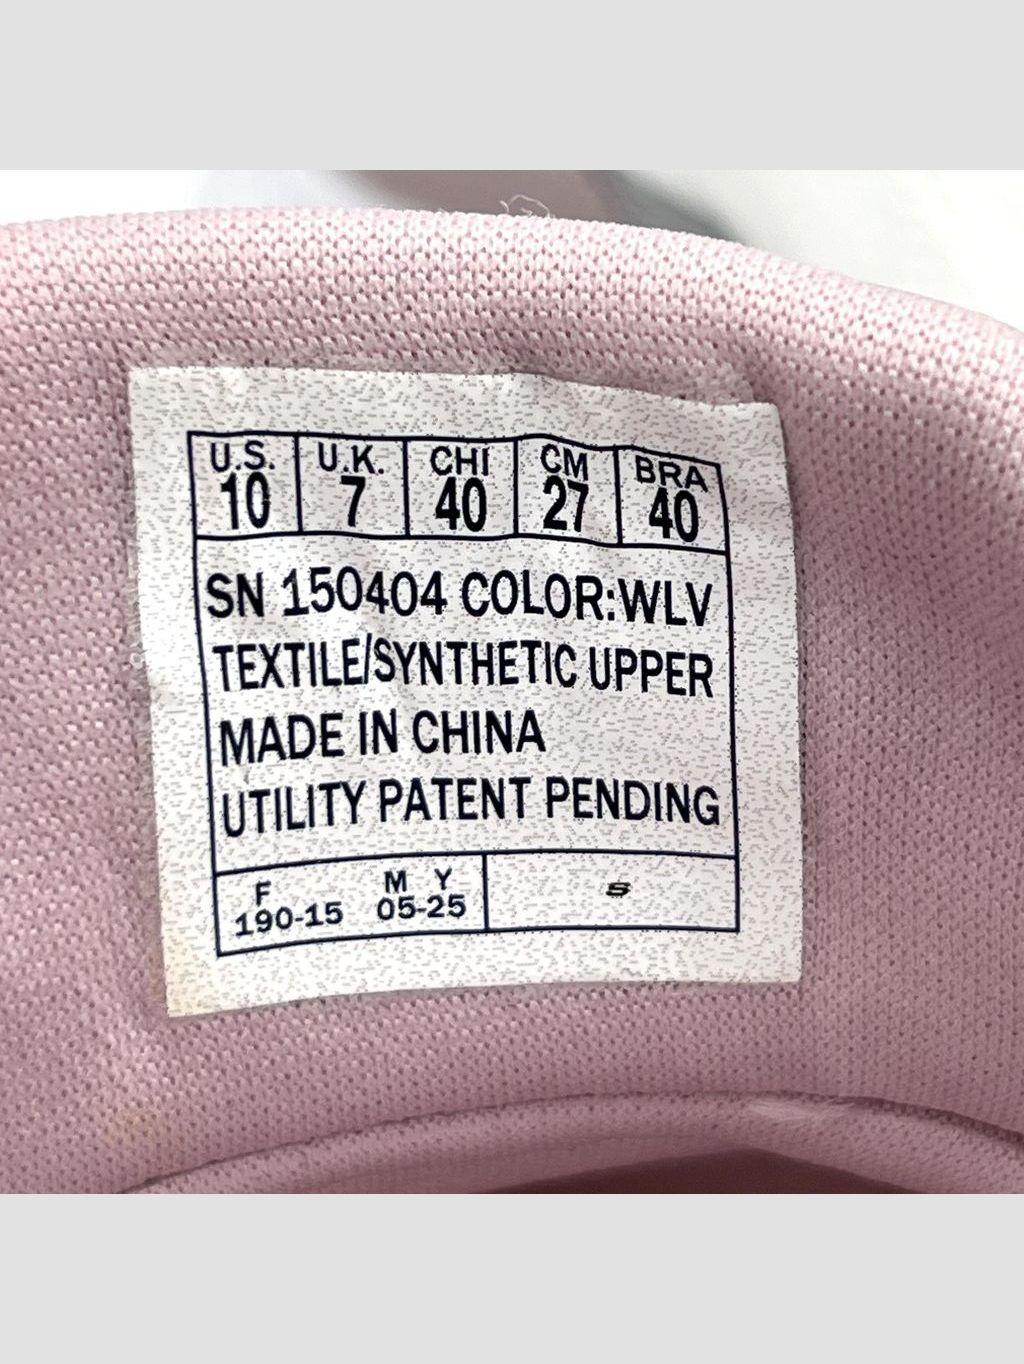 U.S. U.K. CHI CM BRA
10 7 40 27 40
SN 150404 COLOR:WLV
TEXTILE/SYNTHETIC UPPER
MADE IN CHINA
UTILITY PATENT PENDING
F M Y
190-15 05-25 S